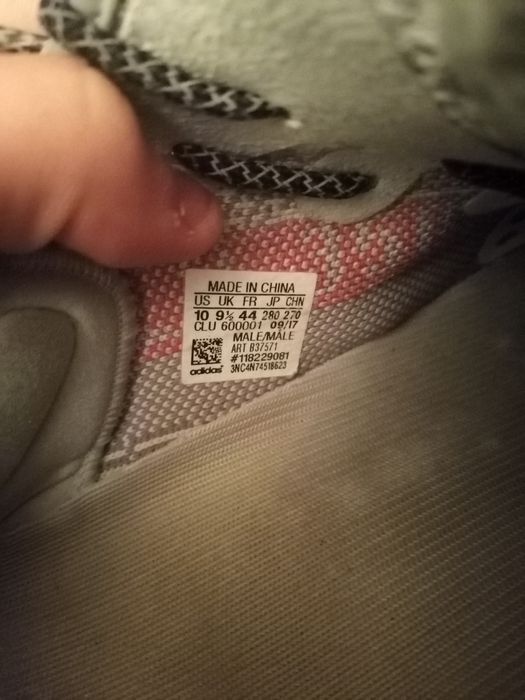 MADE IN CHINA
US UK FR JP CHN
10 9½ 44 280 270
CLU 600001 09/17
MALE/MÂLE
ART B37571
#118229081
adidas 3NC4N74518623